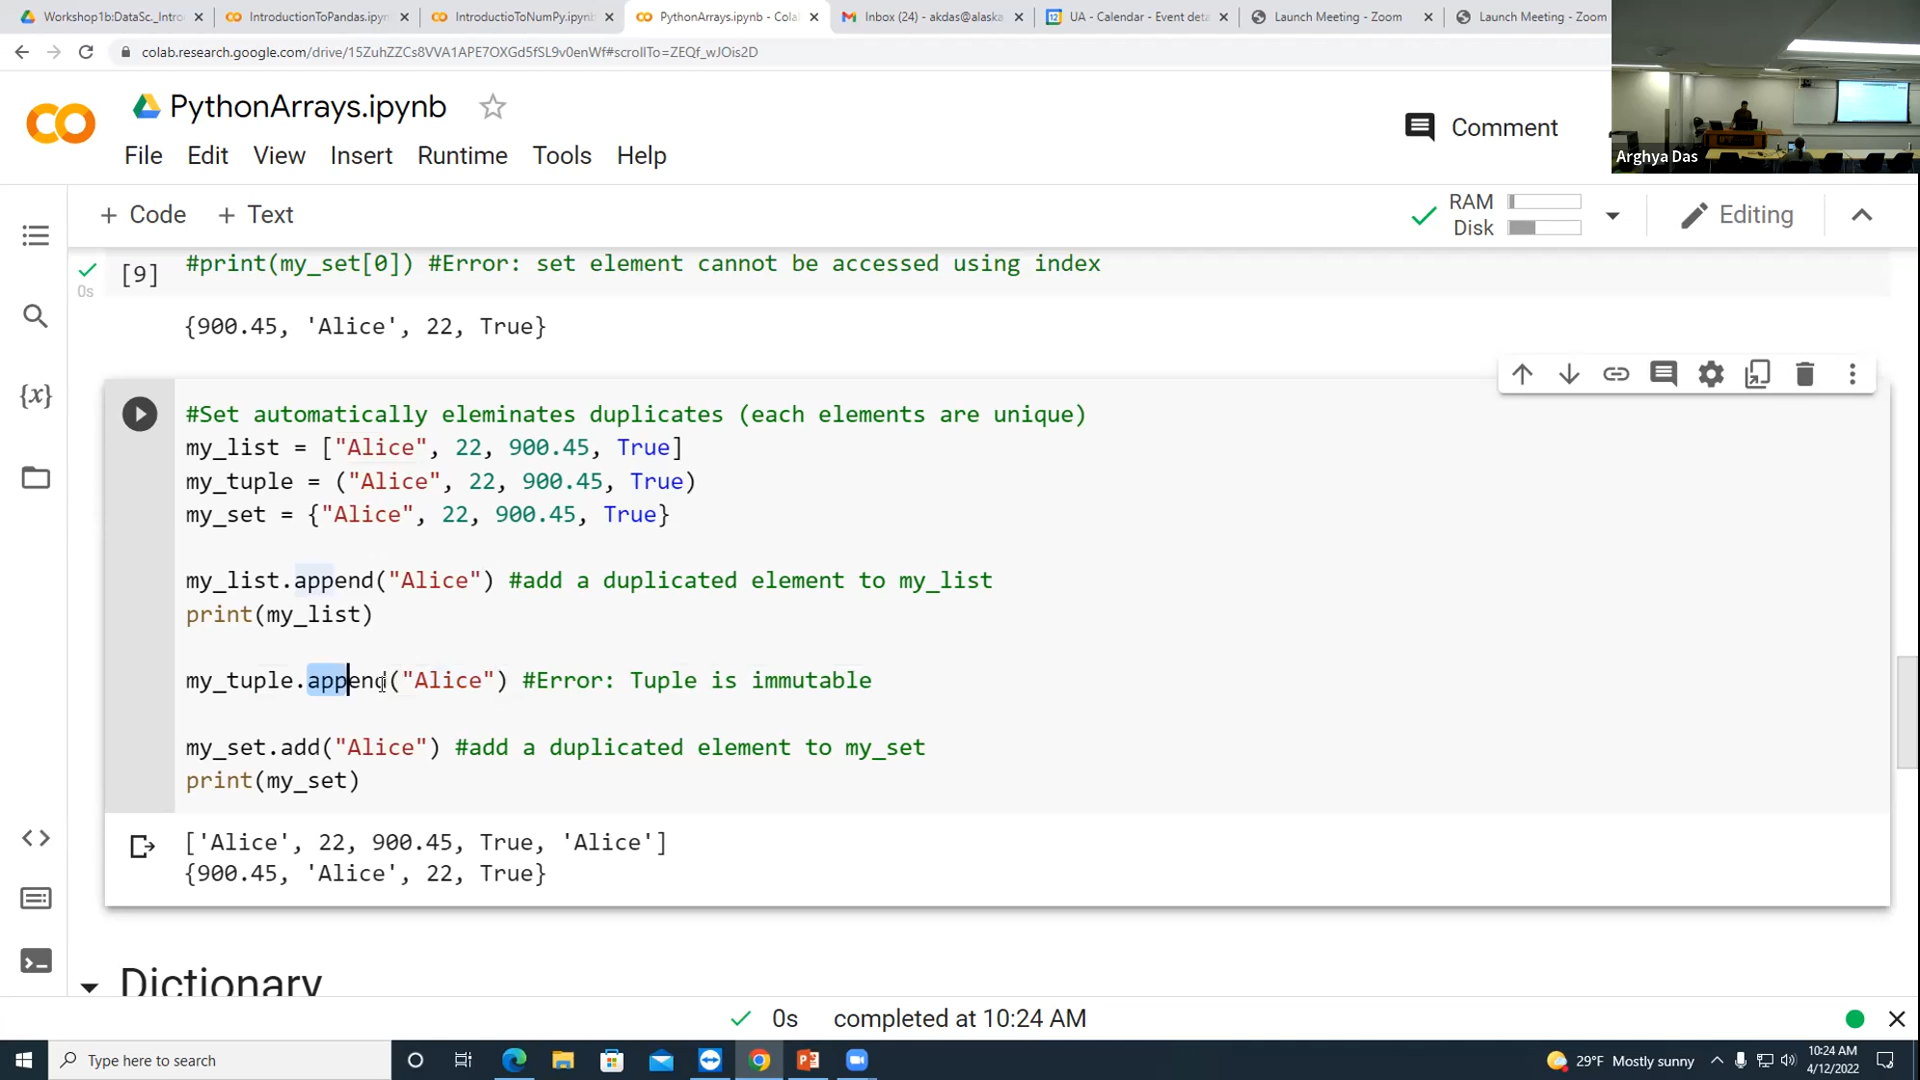 Workshop1b:DataSc._Intro
IntroductionToPandas.ipyn
IntroductioToNumPy.ipynb
PythonArrays.ipynb - Cola
Inbox (24) - akdas@alaska
UA - Calendar - Event deta
Launch Meeting - Zoom
Launch Meeting - Zoom
colab.research.google.com/drive/15ZuhZZCs8VVA1APE7OXGd5fSL9v0enWf#scrollTo=ZEQf_wJOis2D
PythonArrays.ipynb
Comment
Arghya Das
File Edit View Insert Runtime Tools Help
+ Code + Text
RAM
Disk
Editing
[9]
0s
#print(my_set[0]) #Error: set element cannot be accessed using index
{900.45, 'Alice', 22, True}
#Set automatically eleminates duplicates (each elements are unique)
my_list = ["Alice", 22, 900.45, True]
my_tuple = ("Alice", 22, 900.45, True)
my_set = {"Alice", 22, 900.45, True}
my_list.append("Alice") #add a duplicated element to my_list
print(my_list)
my_tuple.append("Alice") #Error: Tuple is immutable
my_set.add("Alice") #add a duplicated element to my_set
print(my_set)
['Alice', 22, 900.45, True, 'Alice']
{900.45, 'Alice', 22, True}
Dictionary
0s completed at 10:24 AM
Type here to search
29°F Mostly sunny
10:24 AM
4/12/2022